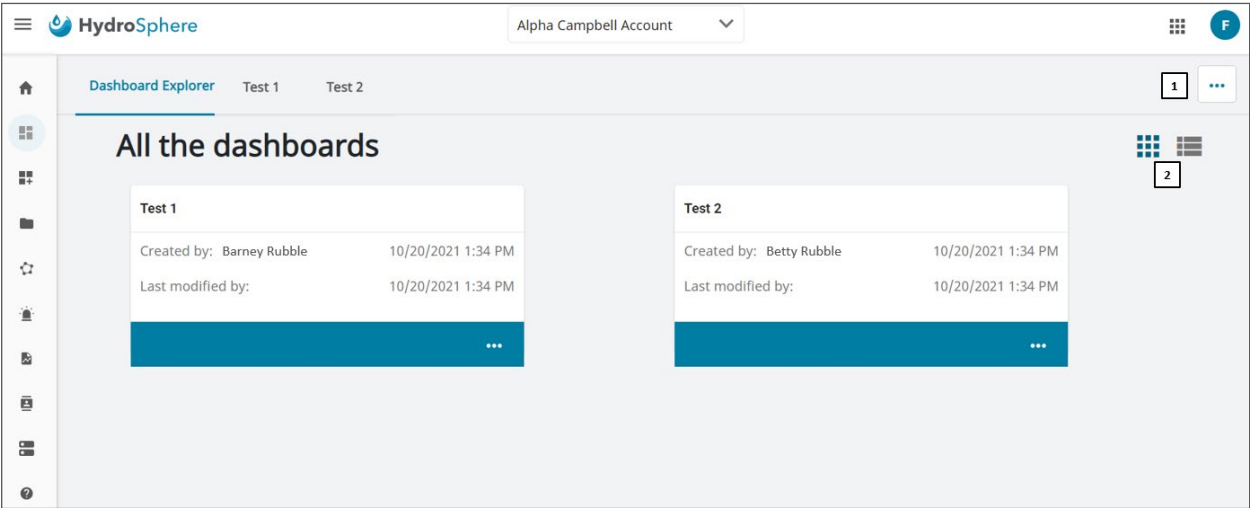 HydroSphere
Alpha Campbell Account
F
Dashboard Explorer Test 1 Test 2
1
All the dashboards
2
Test 1
Created by: Barney Rubble 10/20/2021 1:34 PM
Last modified by: 10/20/2021 1:34 PM
Test 2
Created by: Betty Rubble 10/20/2021 1:34 PM
Last modified by: 10/20/2021 1:34 PM